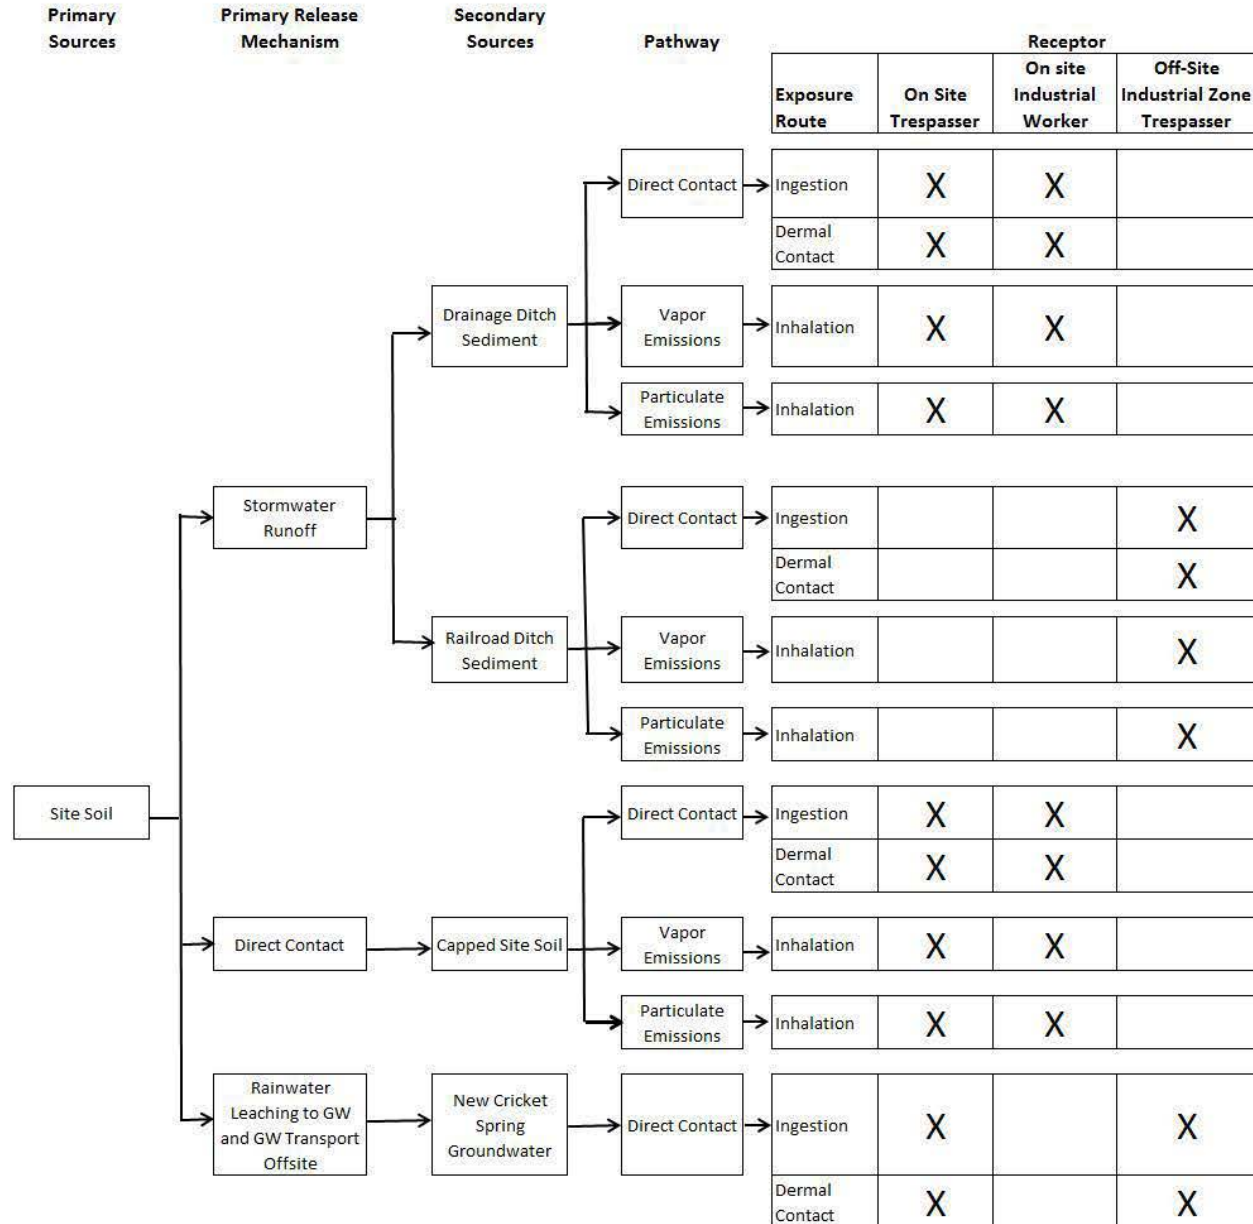 Primary
Sources
Primary Release
Mechanism
Secondary
Sources
Pathway
Receptor
Exposure
Route
On Site
Trespasser
On site
Industrial
Worker
Off-Site
Industrial Zone
Trespasser
Direct Contact
Ingestion
X
X
Dermal
Contact
X
X
Drainage Ditch
Sediment
Vapor
Emissions
Inhalation
X
X
Particulate
Emissions
Inhalation
X
X
Stormwater
Runoff
Direct Contact
Ingestion
X
Dermal
Contact
X
Railroad Ditch
Sediment
Vapor
Emissions
Inhalation
X
Particulate
Emissions
Inhalation
X
Site Soil
Direct Contact
Ingestion
X
X
Dermal
Contact
X
X
Direct Contact
Capped Site Soil
Vapor
Emissions
Inhalation
X
X
Particulate
Emissions
Inhalation
X
X
Rainwater
Leaching to GW
and GW Transport
Offsite
New Cricket
Spring
Groundwater
Direct Contact
Ingestion
X
X
Dermal
Contact
X
X